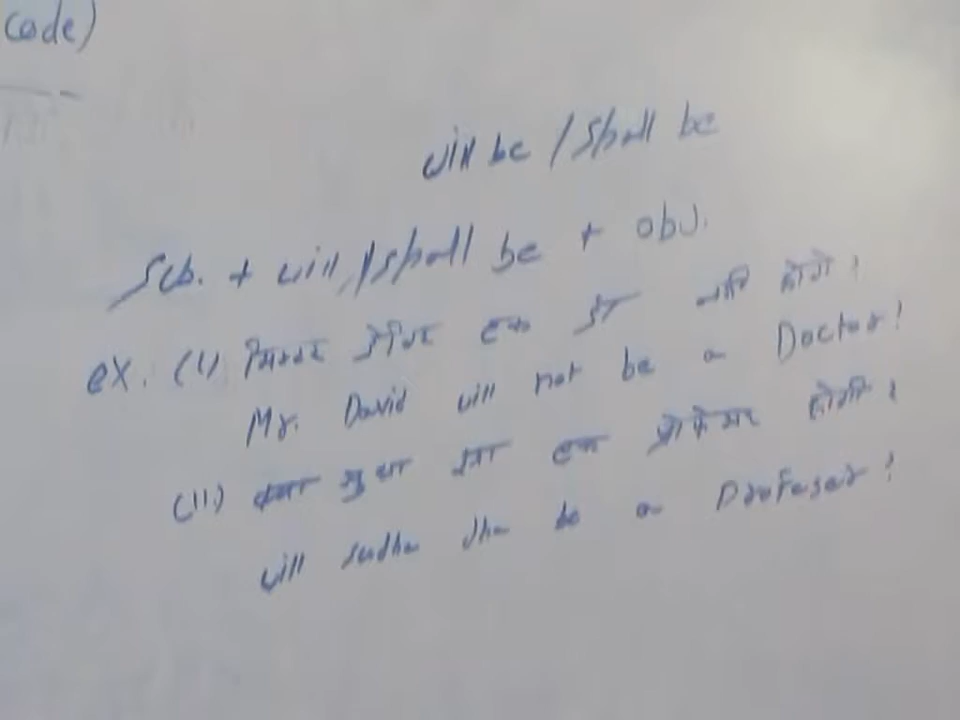 code)
will be / shall be
Sub. + will / shall be + obj.
ex. (i) मिस्टर डेविड एक डॉ नहीं होंगे।
Mr. David will not be a Doctor!
(ii) क्या सुधा झा एक प्रोफेसर होगी।
will sudha Jha be a Profeser!